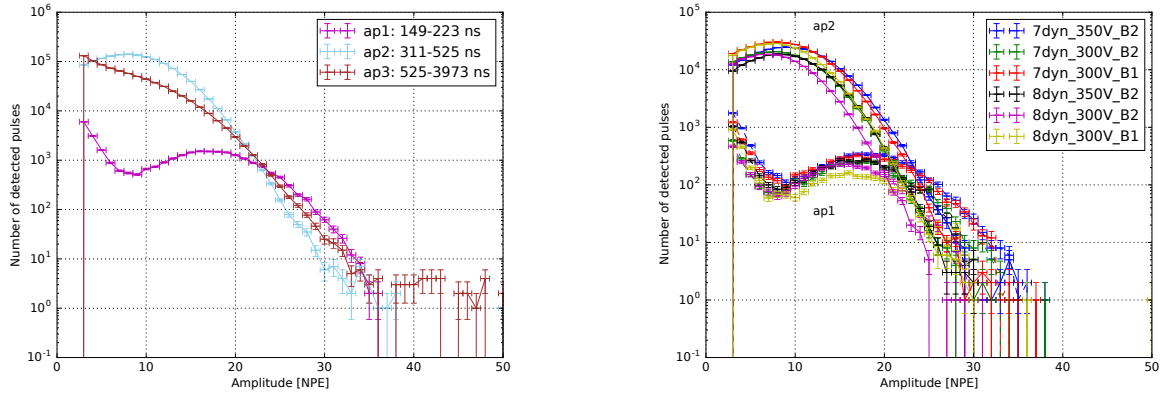 10^6
10^5
10^4
10^3
10^2
10^1
10^0
10^-1
Number of detected pulses
0 10 20 30 40 50
Amplitude [NPE]
ap1: 149-223 ns
ap2: 311-525 ns
ap3: 525-3973 ns
10^5
10^4
10^3
10^2
10^1
10^0
10^-1
Number of detected pulses
0 10 20 30 40 50
Amplitude [NPE]
ap2
ap1
7dyn_350V_B2
7dyn_300V_B2
7dyn_300V_B1
8dyn_350V_B2
8dyn_300V_B2
8dyn_300V_B1